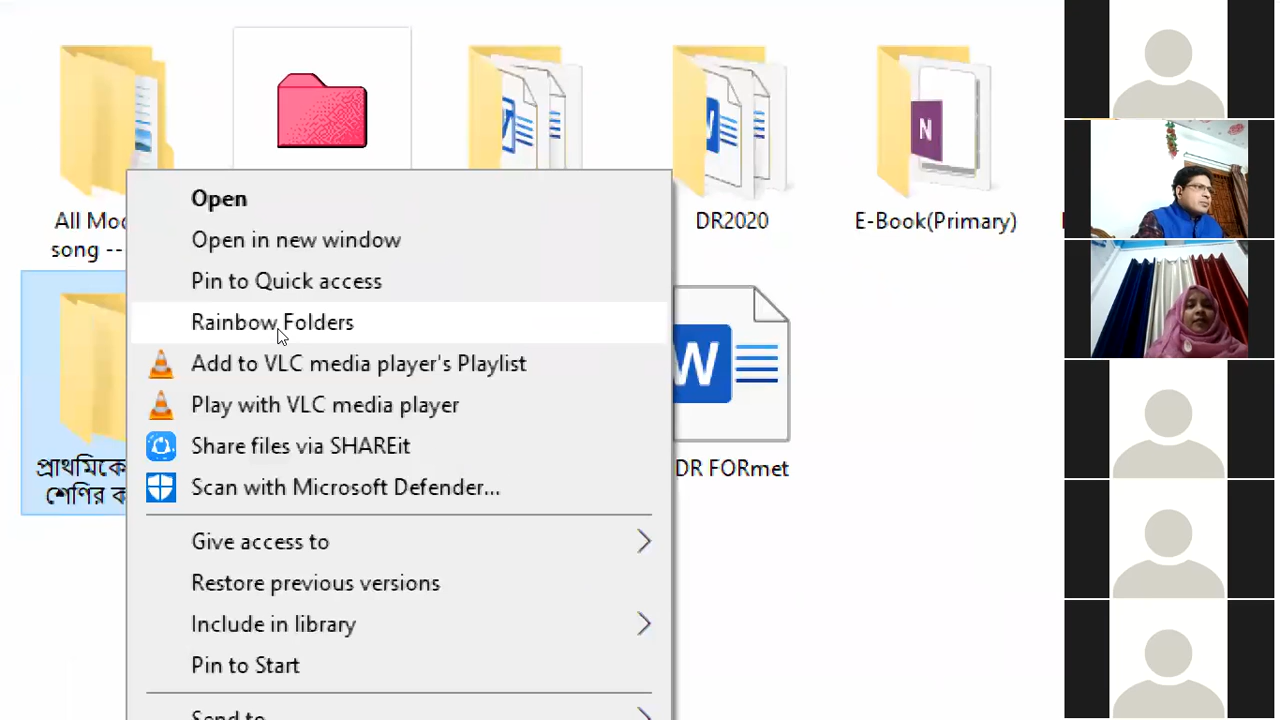 All Mo
song --
DR2020
E-Book(Primary)
Open
Open in new window
Pin to Quick access
Rainbow Folders
Add to VLC media player's Playlist
Play with VLC media player
Share files via SHAREit
Scan with Microsoft Defender...
Give access to
Restore previous versions
Include in library
Pin to Start
Send to
প্রাথমিকে
শেণির ক
DR FORmet